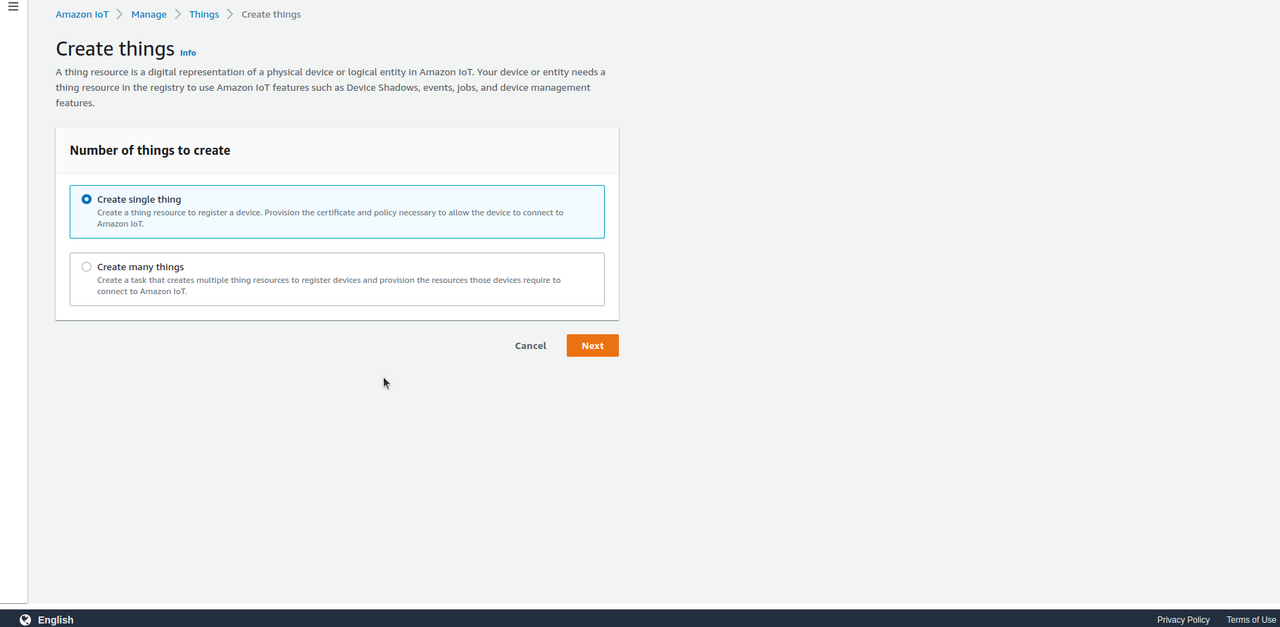 Amazon IoT > Manage > Things > Create things
Create things Info
A thing resource is a digital representation of a physical device or logical entity in Amazon IoT. Your device or entity needs a
thing resource in the registry to use Amazon IoT features such as Device Shadows, events, jobs, and device management
features.
Number of things to create
Create single thing
Create a thing resource to register a device. Provision the certificate and policy necessary to allow the device to connect to
Amazon IoT.
Create many things
Create a task that creates multiple thing resources to register devices and provision the resources those devices require to
connect to Amazon IoT.
Cancel Next
English Privacy Policy Terms of Use